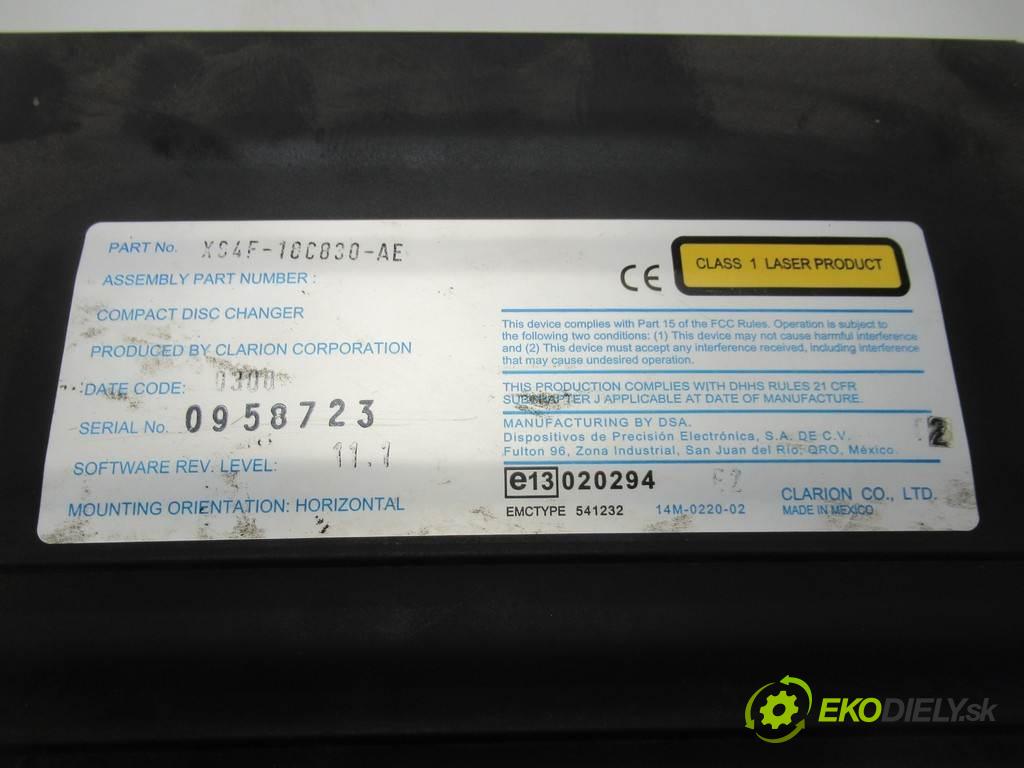 PART No. XS4F-18C830-AE
ASSEMBLY PART NUMBER :
COMPACT DISC CHANGER
PRODUCED BY CLARION CORPORATION
DATE CODE:
SERIAL No. 0958723
SOFTWARE REV. LEVEL: 11.1
MOUNTING ORIENTATION: HORIZONTAL
CE
CLASS 1 LASER PRODUCT
This device complies with Part 15 of the FCC Rules. Operation is subject to
the following two conditions: (1) This device may not cause harmful interference
and (2) This device must accept any interference received, including interference
that may cause undesired operation.
THIS PRODUCTION COMPLIES WITH DHHS RULES 21 CFR
SUBCHAPTER J APPLICABLE AT DATE OF MANUFACTURE.
MANUFACTURING BY DSA.
Dispositivos de Precisión Electrónica, S.A. DE C.V.
Fulton 96, Zona Industrial, San Juan del Río, QRO, México.
2
e13 020294
EMCTYPE 541232 14M-0220-02
CLARION CO., LTD.
MADE IN MEXICO
EKODIELY.sk